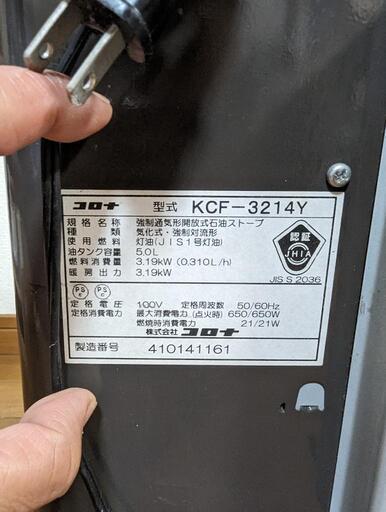 コロナ 型式 KCF-3214Y
規格名称 強制通気形開放式石油ストーブ
種類 気化式・強制対流形
使用燃料 灯油(JIS1号灯油)
油タンク容量 5.0L
燃料消費量 3.19kW(0.310L/h)
暖房出力 3.19kW
認証
JHIA
JIS S 2036
PSE PSC
定格電圧 100V 定格周波数 50/60Hz
定格消費電力 最大消費電力(点火時)650/650W
燃焼時消費電力 21/21W
株式会社コロナ
製造番号 410141161